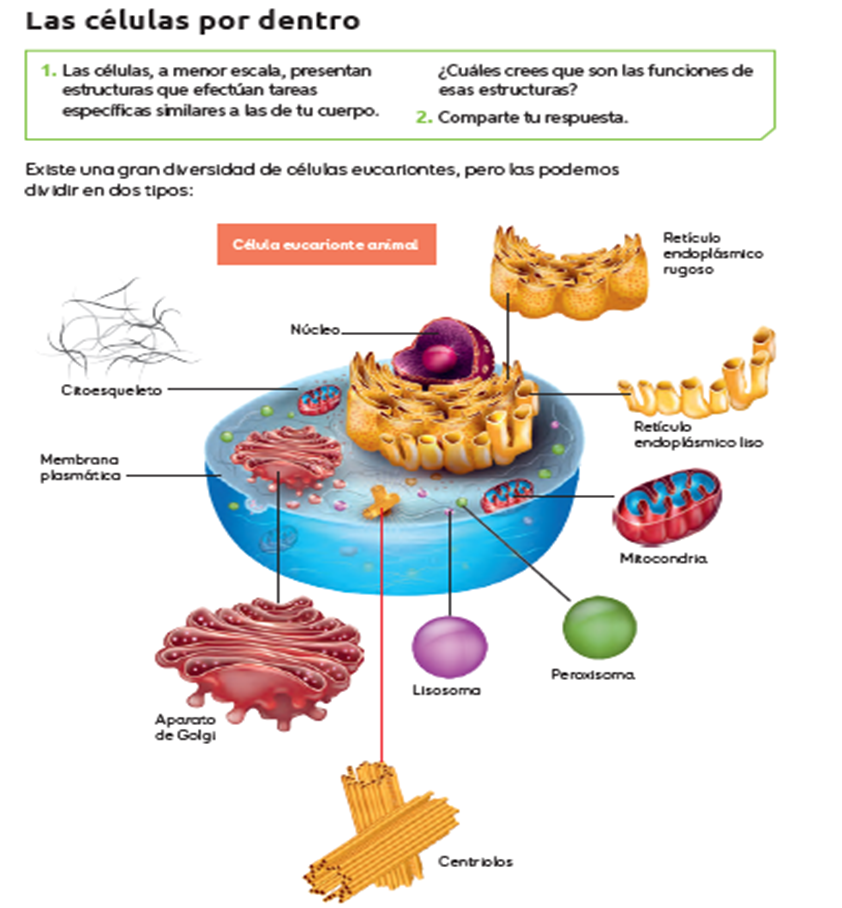 Las células por dentro
1. Las células, a menor escala, presentan
estructuras que efectúan tareas
específicas similares a las de tu cuerpo.
¿Cuáles crees que son las funciones de
esas estructuras?
2. Comparte tu respuesta.
Existe una gran diversidad de células eucariontes, pero las podemos
dividir en dos tipos:
Célula eucarionte animal
Retículo
endoplásmico
rugoso
Núcleo
Citoesqueleto
Retículo
endoplásmico liso
Membrana
plasmática
Mitocondria
Peroxisoma
Lisosoma
Aparato
de Golgi
Centriolos